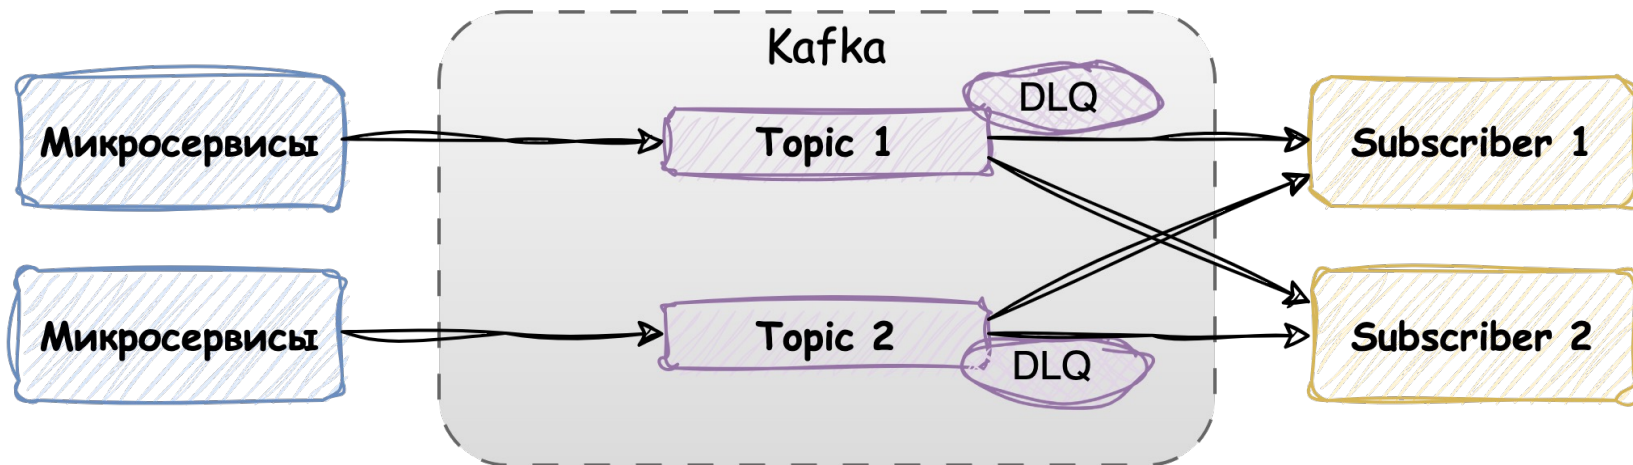 Kafka
DLQ
Микросервисы
Topic 1
Subscriber 1
Микросервисы
Topic 2
Subscriber 2
DLQ